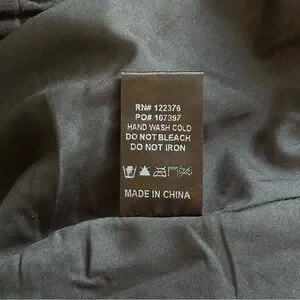 RN# 122376
PO# 107397
HAND WASH COLD
DO NOT BLEACH
DO NOT IRON
MADE IN CHINA